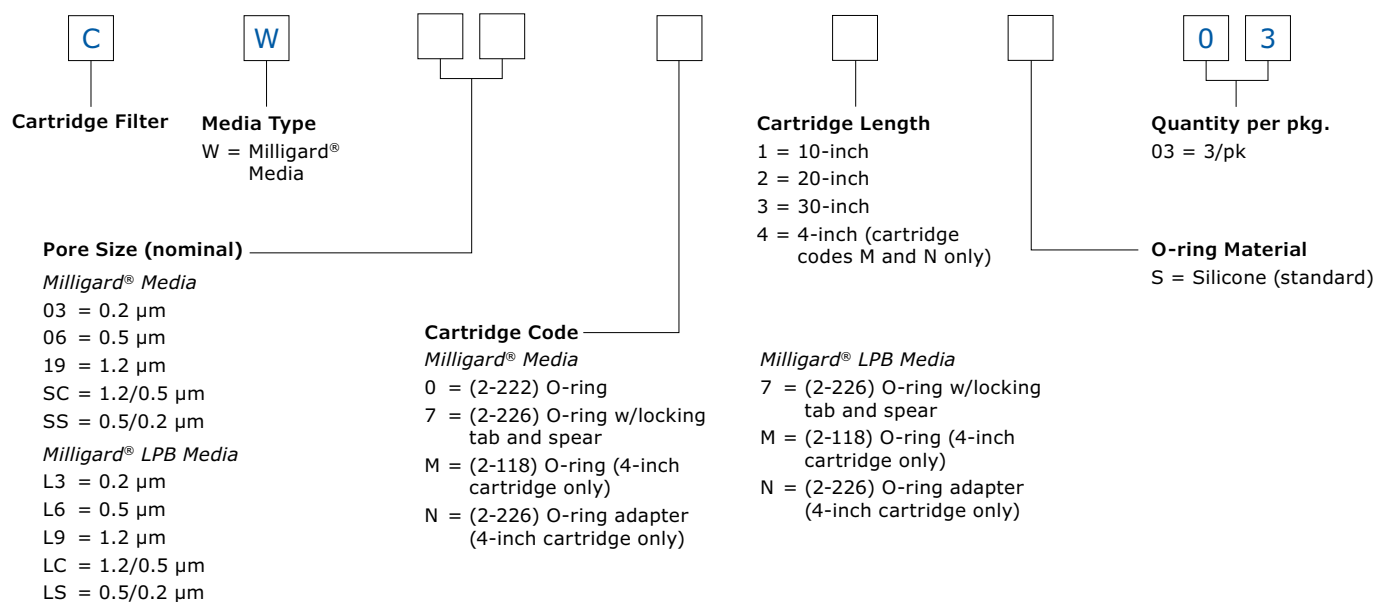 C W 0 3
Cartridge Filter
Media Type
W = Milligard®
Media
Cartridge Length
1 = 10-inch
2 = 20-inch
3 = 30-inch
4 = 4-inch (cartridge
codes M and N only)
Quantity per pkg.
03 = 3/pk
Pore Size (nominal)
Milligard® Media
03 = 0.2 µm
06 = 0.5 µm
19 = 1.2 µm
SC = 1.2/0.5 µm
SS = 0.5/0.2 µm
Milligard® LPB Media
L3 = 0.2 µm
L6 = 0.5 µm
L9 = 1.2 µm
LC = 1.2/0.5 µm
LS = 0.5/0.2 µm
O-ring Material
S = Silicone (standard)
Cartridge Code
Milligard® Media
0 = (2-222) O-ring
7 = (2-226) O-ring w/locking
tab and spear
M = (2-118) O-ring (4-inch
cartridge only)
N = (2-226) O-ring adapter
(4-inch cartridge only)
Milligard® LPB Media
7 = (2-226) O-ring w/locking
tab and spear
M = (2-118) O-ring (4-inch
cartridge only)
N = (2-226) O-ring adapter
(4-inch cartridge only)